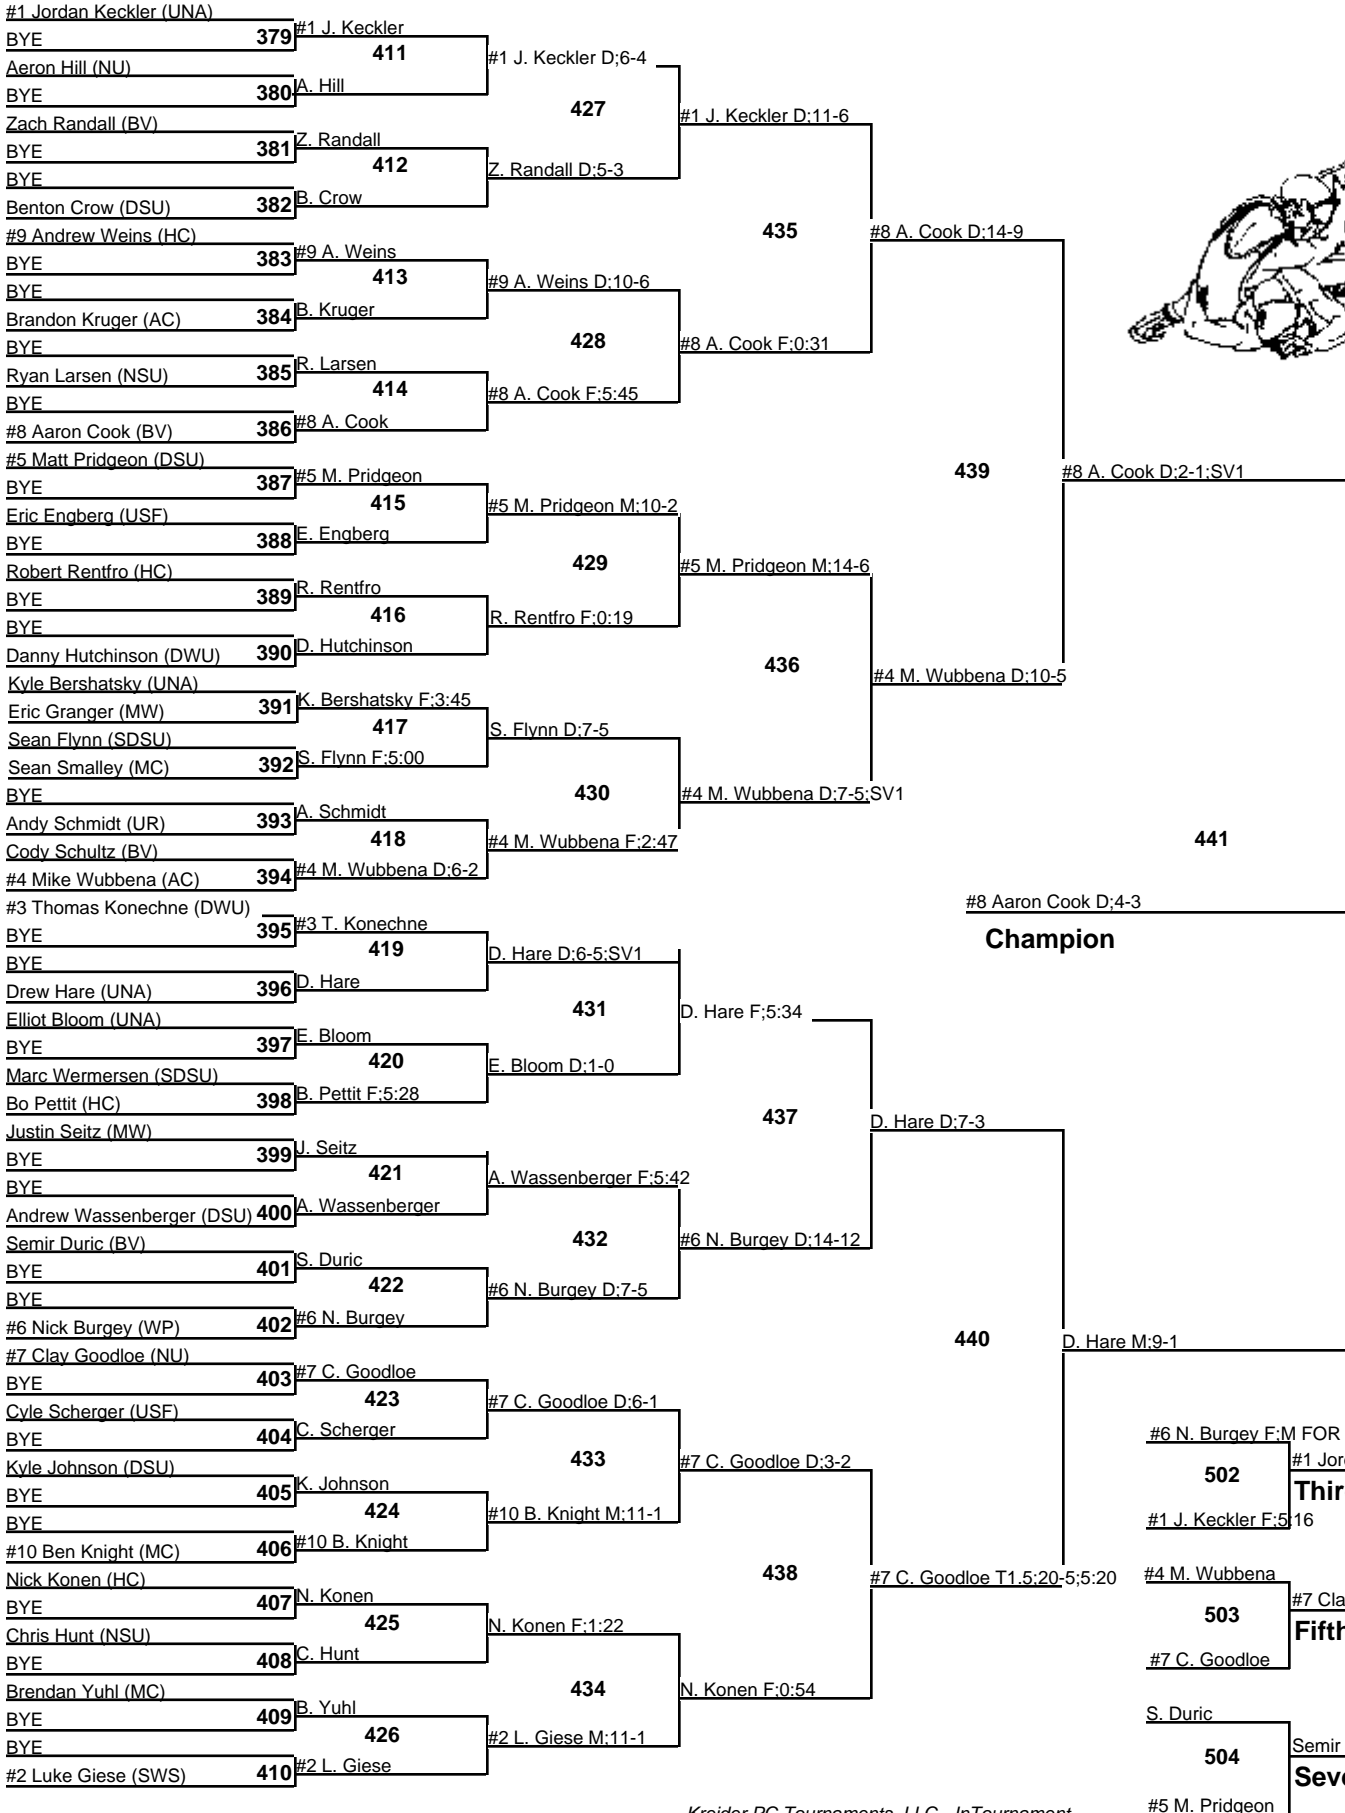 #1 Jordan Keckler (UNA)
BYE
379
#1 J. Keckler
411
Aeron Hill (NU)
BYE
380
A. Hill
#1 J. Keckler D;6-4
427
Zach Randall (BV)
BYE
381
Z. Randall
412
BYE
Benton Crow (DSU)
382
B. Crow
Z. Randall D;5-3
#1 J. Keckler D;11-6
435
#9 Andrew Weins (HC)
BYE
383
#9 A. Weins
413
BYE
Brandon Kruger (AC)
384
B. Kruger
#9 A. Weins D;10-6
428
BYE
Ryan Larsen (NSU)
385
R. Larsen
414
BYE
#8 Aaron Cook (BV)
386
#8 A. Cook
#8 A. Cook F;5:45
#8 A. Cook F;0:31
#8 A. Cook D;14-9
439
#5 Matt Pridgeon (DSU)
BYE
387
#5 M. Pridgeon
415
Eric Engberg (USF)
BYE
388
E. Engberg
#5 M. Pridgeon M;10-2
429
Robert Rentfro (HC)
BYE
389
R. Rentfro
416
BYE
Danny Hutchinson (DWU)
390
D. Hutchinson
R. Rentfro F;0:19
#5 M. Pridgeon M;14-6
436
Kyle Bershatsky (UNA)
Eric Granger (MW)
391
K. Bershatsky F;3:45
417
Sean Flynn (SDSU)
Sean Smalley (MC)
392
S. Flynn F;5:00
S. Flynn D;7-5
430
BYE
Andy Schmidt (UR)
393
A. Schmidt
418
Cody Schultz (BV)
#4 Mike Wubbena (AC)
394
#4 M. Wubbena D;6-2
#4 M. Wubbena F;2:47
#4 M. Wubbena D;7-5;SV1
#4 M. Wubbena D;10-5
#8 A. Cook D;2-1;SV1
441
#8 Aaron Cook D;4-3
Champion
#3 Thomas Konechne (DWU)
BYE
395
#3 T. Konechne
419
BYE
Drew Hare (UNA)
396
D. Hare
D. Hare D;6-5;SV1
431
Elliot Bloom (UNA)
BYE
397
E. Bloom
420
Marc Wermersen (SDSU)
Bo Pettit (HC)
398
B. Pettit F;5:28
E. Bloom D;1-0
D. Hare F;5:34
437
Justin Seitz (MW)
BYE
399
J. Seitz
421
BYE
Andrew Wassenberger (DSU)
400
A. Wassenberger
A. Wassenberger F;5:42
432
Semir Duric (BV)
BYE
401
S. Duric
422
BYE
#6 Nick Burgey (WP)
402
#6 N. Burgey
#6 N. Burgey D;7-5
#6 N. Burgey D;14-12
D. Hare D;7-3
440
#7 Clay Goodloe (NU)
BYE
403
#7 C. Goodloe
423
Cyle Scherger (USF)
BYE
404
C. Scherger
#7 C. Goodloe D;6-1
433
Kyle Johnson (DSU)
BYE
405
K. Johnson
424
BYE
#10 Ben Knight (MC)
406
#10 B. Knight
#10 B. Knight M;11-1
#7 C. Goodloe D;3-2
438
Nick Konen (HC)
BYE
407
N. Konen
425
Chris Hunt (NSU)
BYE
408
C. Hunt
N. Konen F;1:22
434
Brendan Yuhl (MC)
BYE
409
B. Yuhl
426
BYE
#2 Luke Giese (SWS)
410
#2 L. Giese
#2 L. Giese M;11-1
N. Konen F;0:54
#7 C. Goodloe T1.5;20-5;5:20
D. Hare M;9-1
#6 N. Burgey F;M FOR
502
#1 J. Keckler F;5:16
#4 M. Wubbena
503
#7 Cla
#7 C. Goodloe
S. Duric
504
Semir
#5 M. Pridgeon